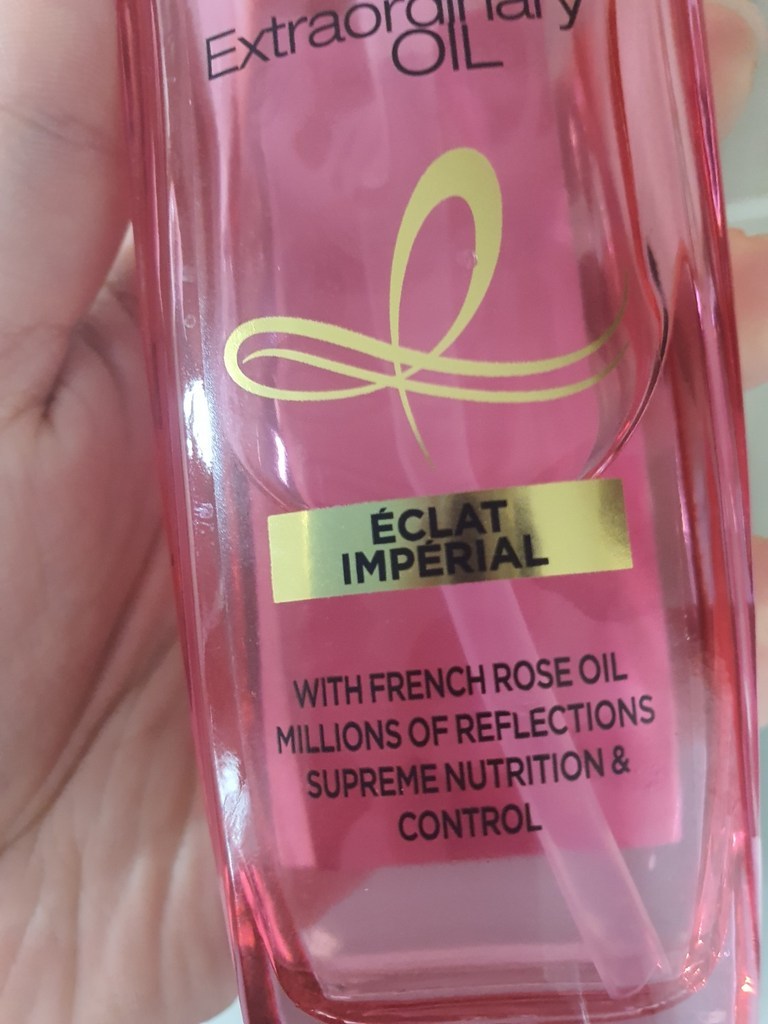 Extraordinary
OIL
ÉCLAT
IMPÉRIAL
WITH FRENCH ROSE OIL
MILLIONS OF REFLECTIONS
SUPREME NUTRITION &
CONTROL